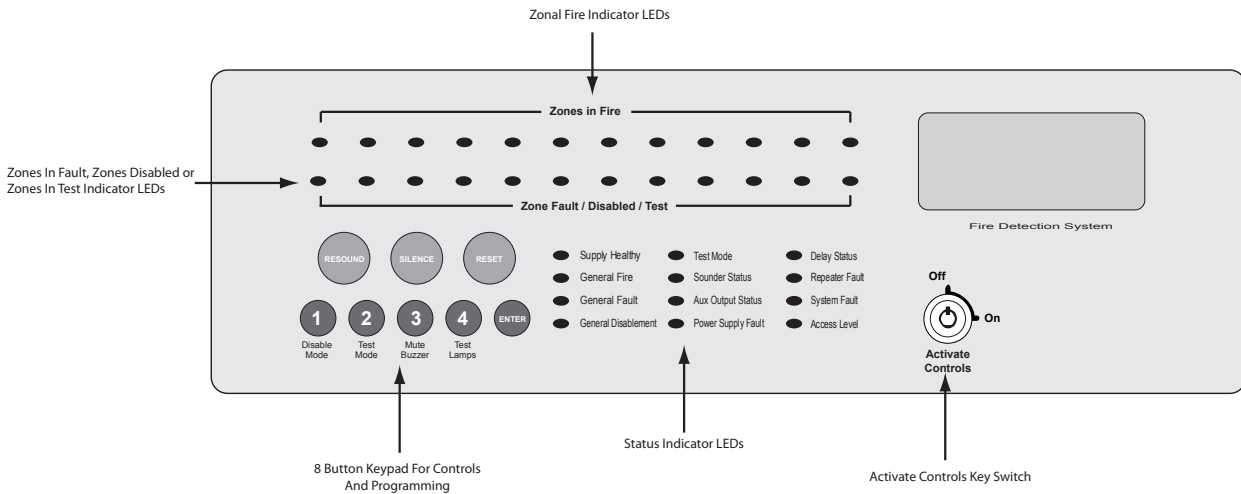 Zonal Fire Indicator LEDs
Zones in Fire
Zones In Fault, Zones Disabled or
Zones In Test Indicator LEDs
Zone Fault / Disabled / Test
Fire Detection System
RESOUND
SILENCE
RESET
Supply Healthy
General Fire
General Fault
General Disablement
Test Mode
Sounder Status
Aux Output Status
Power Supply Fault
Delay Status
Repeater Fault
System Fault
Access Level
Off
On
Activate
Controls
1
2
3
4
ENTER
Disable
Mode
Test
Mode
Mute
Buzzer
Test
Lamps
8 Button Keypad For Controls
And Programming
Status Indicator LEDs
Activate Controls Key Switch